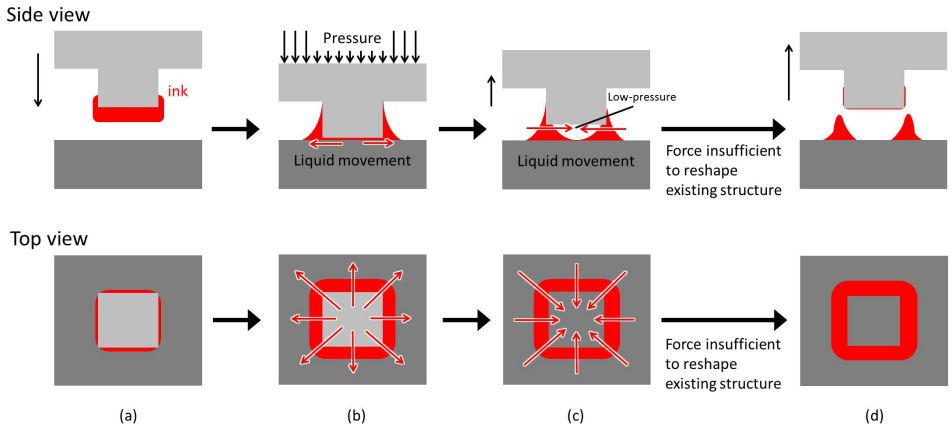 Side view
ink
Pressure
Liquid movement
Low-pressure
Liquid movement
Force insufficient
to reshape
existing structure
Top view
Force insufficient
to reshape
existing structure
(a)
(b)
(c)
(d)